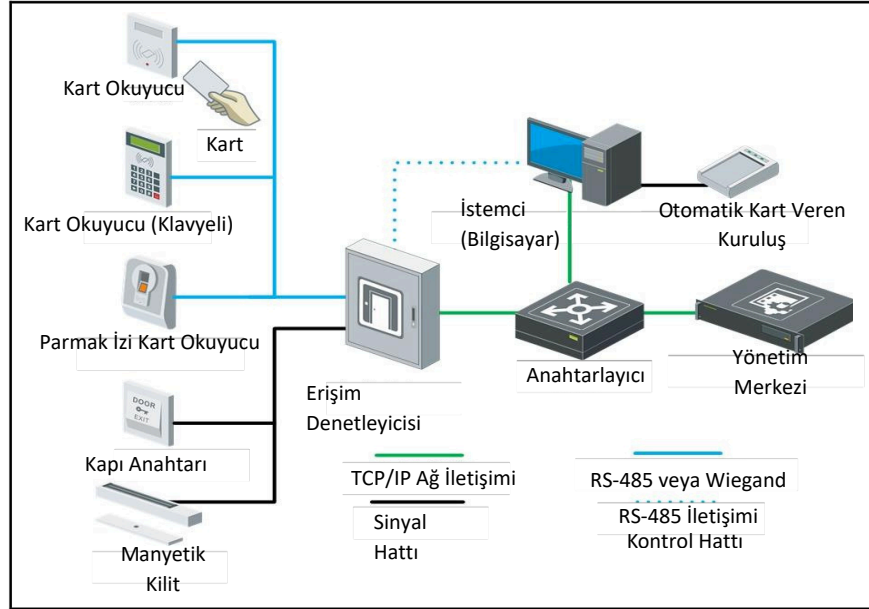 Kart Okuyucu
Kart
Kart Okuyucu (Klavyeli)
Parmak İzi Kart Okuyucu
DOOR
EXIT
Kapı Anahtarı
Manyetik
Kilit
Erişim
Denetleyicisi
İstemci
(Bilgisayar)
Otomatik Kart Veren
Kuruluş
Anahtarlayıcı
Yönetim
Merkezi
TCP/IP Ağ İletişimi
Sinyal
Hattı
RS-485 veya Wiegand
RS-485 İletişimi
Kontrol Hattı